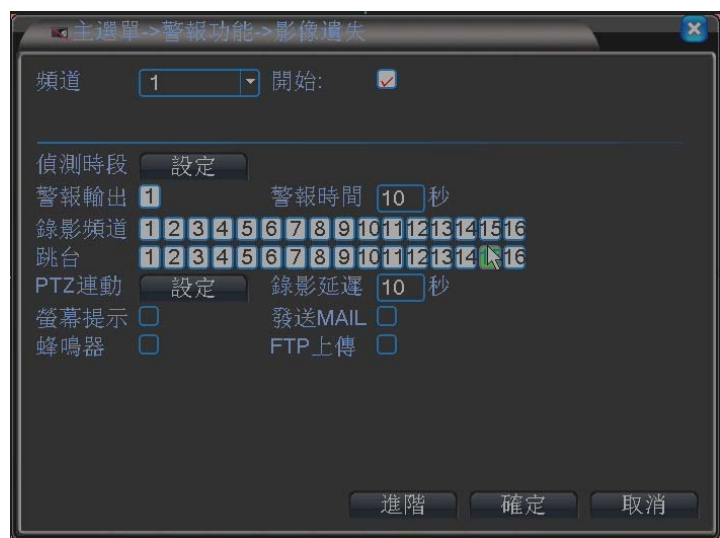 主選單->警報功能->影像遺失
頻道 1 開始:
偵測時段 設定
警報輸出 1 警報時間 10 秒
錄影頻道 1 2 3 4 5 6 7 8 9 10 11 12 13 14 15 16
跳台 1 2 3 4 5 6 7 8 9 10 11 12 13 14 16
PTZ連動 設定 錄影延遲 10 秒
螢幕提示 發送MAIL
蜂鳴器 FTP上傳
進階 確定 取消